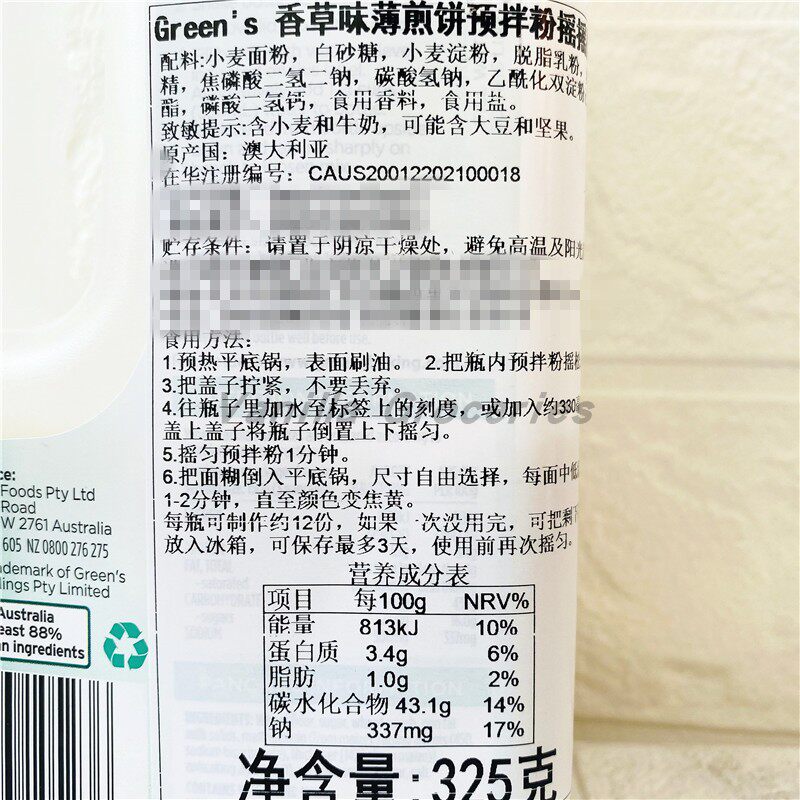 Green's 香草味薄煎饼预拌粉摇摇
配料:小麦面粉，白砂糖，小麦淀粉，脱脂乳粉，
精，焦磷酸二氢二钠，碳酸氢钠，乙酰化双淀粉
酯，磷酸二氢钙，食用香料，食用盐。
致敏提示:含小麦和牛奶，可能含大豆和坚果。
原产国：澳大利亚
在华注册编号：CAUS20012202100018
贮存条件：请置于阴凉干燥处，避免高温及阳光
食用方法：
1.预热平底锅，表面刷油。 2.把瓶内预拌粉摇松
3.把盖子拧紧，不要丢弃。
4.往瓶子里加水至标签上的刻度，或加入约330
盖上盖子将瓶子倒置上下摇匀。
Vanilla Groceries
5.摇匀预拌粉1分钟。
6.把面糊倒入平底锅，尺寸自由选择，每面中低
1-2分钟，直至颜色变焦黄。
每瓶可制作约12份，如果一次没用完，可把剩下
放入冰箱，可保存最多3天，使用前再次摇匀。
营养成分表
项目 每100g NRV%
能量 813kJ 10%
蛋白质 3.4g 6%
脂肪 1.0g 2%
碳水化合物 43.1g 14%
钠 337mg 17%
净含量:325克
ce:
Foods Pty Ltd
Road
W 2761 Australia
605 NZ 0800 276 275
ademark of Green's
lings Pty Limited
Australia
east 88%
n ingredients